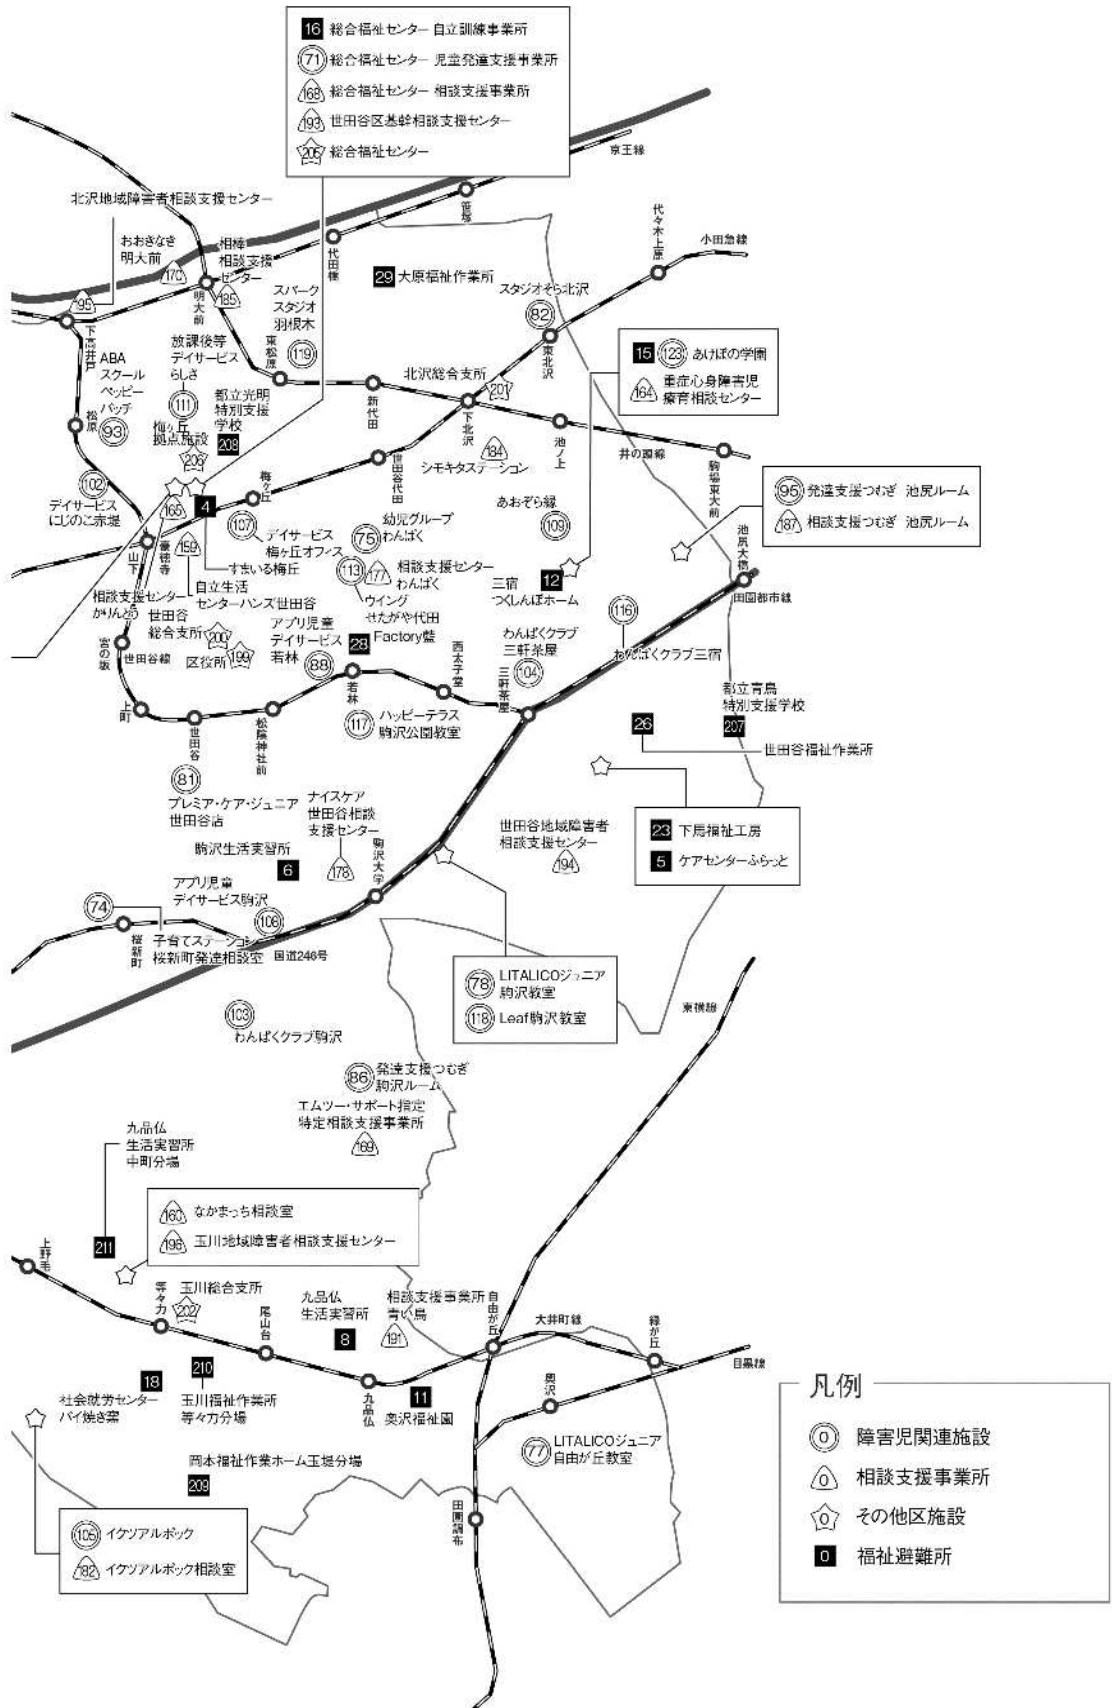 16 総合福祉センター 自立訓練事業所
71 総合福祉センター 児童発達支援事業所
168 総合福祉センター 相談支援事業所
193 世田谷区基幹相談支援センター
総合福祉センター
京王線
北沢地域障害者相談支援センター
笹塚
代々木上原
小田急線
おおぎなき
明大前
170
相棒
相談支援
センター
代田橋
29 大原福祉作業所
スタジオそら北沢
82
195
明大前
185
スパーク
スタジオ
羽根木
下高井戸
放課後等
デイサービス
らしさ
東松原
119
東北沢
15 123 あけぼの学園
164 重症心身障害児
療育相談センター
ABA
スクール
ペッピー
パッチ
北沢総合支所
201
松原
93
111
都立光明
特別支援
学校
208
新代田
下北沢
池ノ上
井の頭線
梅ヶ丘
拠点施設
206
184
シモキタステーション
駒場東大前
世田谷代田
95 発達支援つむぎ 池尻ルーム
187 相談支援つむぎ 池尻ルーム
102
デイサービス
にじのこ赤堤
165
4
梅ヶ丘
107
デイサービス
梅ヶ丘オフィス
幼児グループ
わんぱく
75
あおぞら縁
109
池尻大橋
山下
豪徳寺
159
すまいる梅丘
113
177
相談支援センター
わんぱく
三宿
つくしんぼホーム
12
田園都市線
相談支援センター
かりんとう
自立生活
センターハンズ世田谷
ウイング
せたがや代田
116
世田谷
総合支所
200
アプリ児童
デイサービス
若林
88
28
Factory藍
わんぱくクラブ
三軒茶屋
104
わんぱくクラブ三宿
宮の坂
世田谷線
区役所
199
西太子堂
三軒茶屋
都立青鳥
特別支援学校
207
上町
世田谷
松陰神社前
若林
117
ハッピーテラス
駒沢公園教室
26
世田谷福祉作業所
81
プレミア・ケア・ジュニア
世田谷店
ナイスケア
世田谷相談
支援センター
178
世田谷地域障害者
相談支援センター
194
23 下馬福祉工房
5 ケアセンターふらっと
駒沢生活実習所
6
駒沢大学
アプリ児童
デイサービス駒沢
74
桜新町
子育てステーション
桜新町発達相談室
国道246号
78 LITALICOジュニア
駒沢教室
118 Leaf駒沢教室
東横線
103
わんぱくクラブ駒沢
86
発達支援つむぎ
駒沢ルーム
エムツー・サポート指定
特定相談支援事業所
169
九品仏
生活実習所
中町分場
160 なかまっち相談室
196 玉川地域障害者相談支援センター
上野毛
211
等々力
玉川総合支所
202
尾山台
九品仏
生活実習所
8
相談支援事業所
青い鳥
191
自由が丘
大井町線
緑が丘
目黒線
18
社会就労センター
パイ焼き窯
210
玉川福祉作業所
等々力分場
九品仏
11
奥沢福祉園
奥沢
77
LITALICOジュニア
自由が丘教室
岡本福祉作業ホーム玉堤分場
209
田園調布
105 イケソアルボック
182 イケソアルボック相談室
凡例
0 障害児関連施設
0 相談支援事業所
0 その他区施設
0 福祉避難所